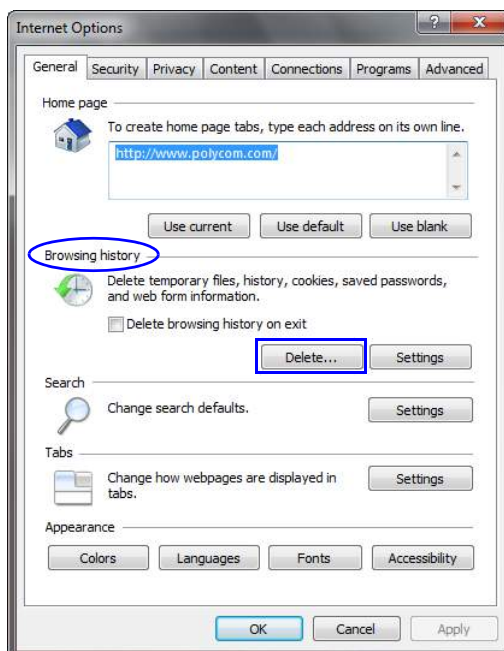 Internet Options
General Security Privacy Content Connections Programs Advanced
Home page
To create home page tabs, type each address on its own line.
http://www.polycom.com/
Use current Use default Use blank
Browsing history
Delete temporary files, history, cookies, saved passwords,
and web form information.
Delete browsing history on exit
Delete... Settings
Search
Change search defaults. Settings
Tabs
Change how webpages are displayed in
tabs.
Settings
Appearance
Colors Languages Fonts Accessibility
OK Cancel Apply